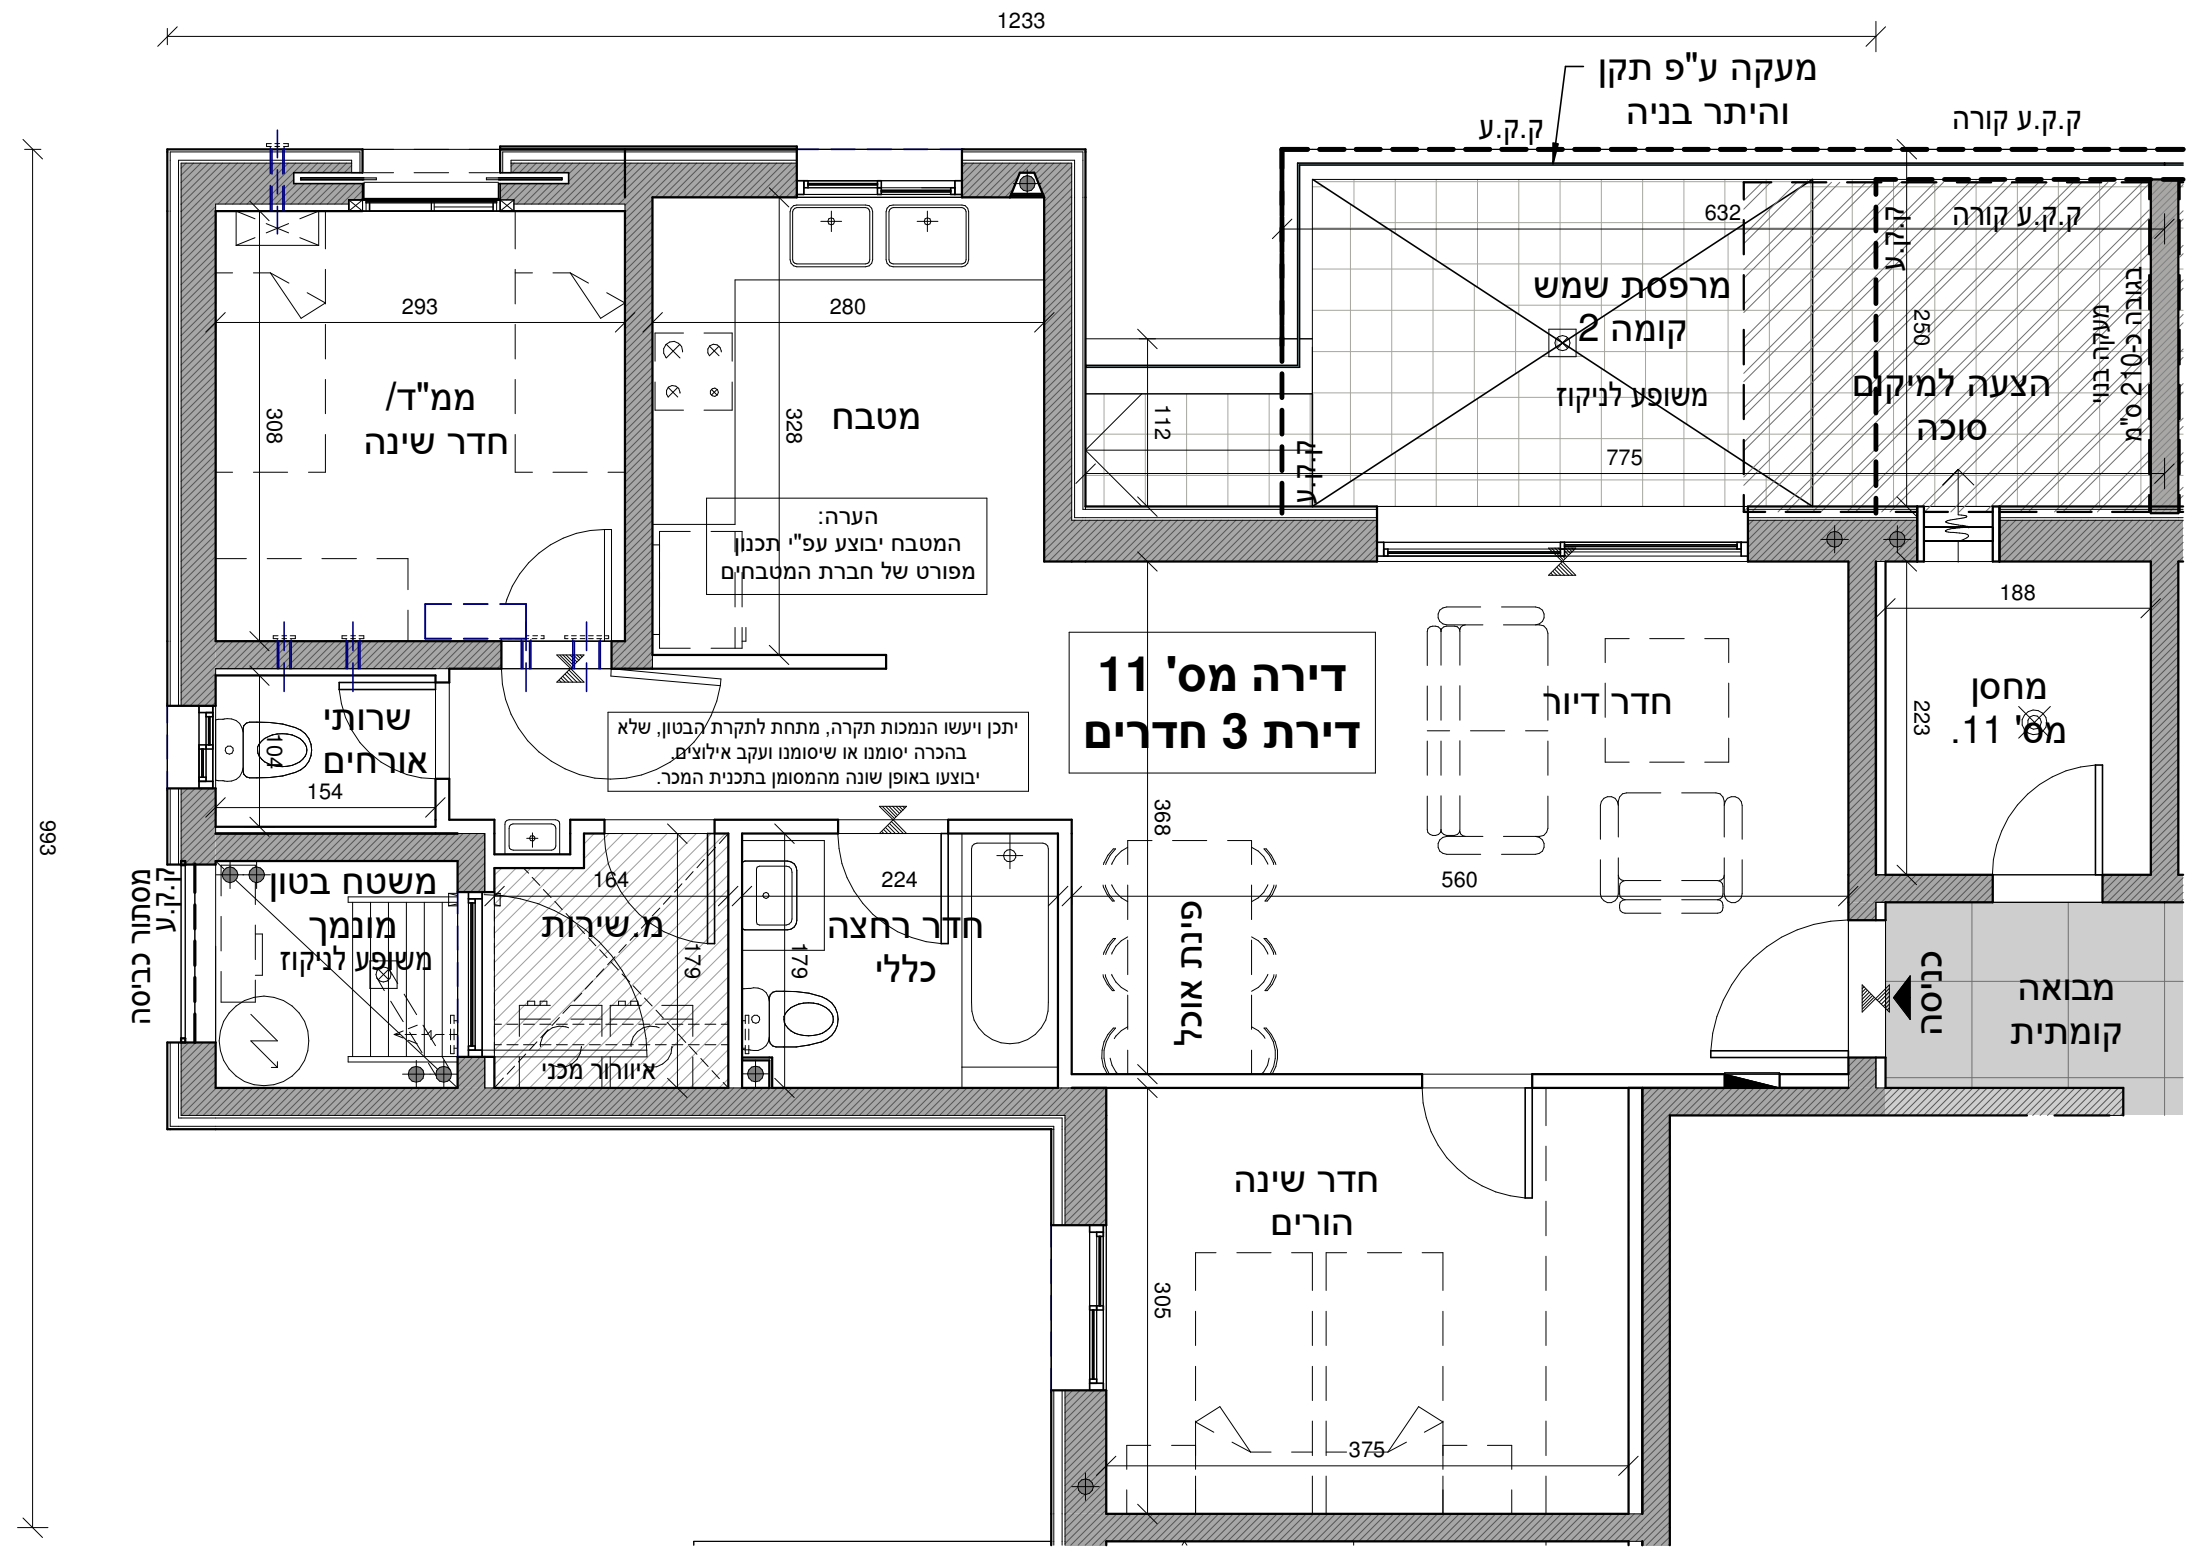 1233
מעקה ע"פ תקן
והיתר בניה
ק.ק.ע
ק.ק.ע קורה
632
ק.ק.ע
ק.ק.ע קורה
מרפסת שמש
קומה 2
משופע לניקוז
250
הצעה למיקום
סוכה
מעקה בנוי
בגובה כ-210 ס"מ
775
ק.ק.ע
112
293
308
ממ"ד/
חדר שינה
280
328
מטבח
הערה:
המטבח יבוצע עפ"י תכנון
מפורט של חברת המטבחים
188
223
מחסן
מס' 11.
דירה מס' 11
דירת 3 חדרים
חדר דיור
368
560
פינת אוכל
שרותי
אורחים
104
154
יתכן ויעשו הנמכות תקרה, מתחת לתקרת הבטון, שלא
בהכרה יסומנו או שיסומנו ועקב אילוצים.
יבוצעו באופן שונה מהמסומן בתכנית המכר.
993
מסתור כביסה
ק.ק.ע
משטח בטון
מונמך
משופע לניקוז
164
מ.שירות
179
איוורור מכני
224
חדר רחצה
כללי
179
כניסה
מבואה
קומתית
חדר שינה
הורים
305
375